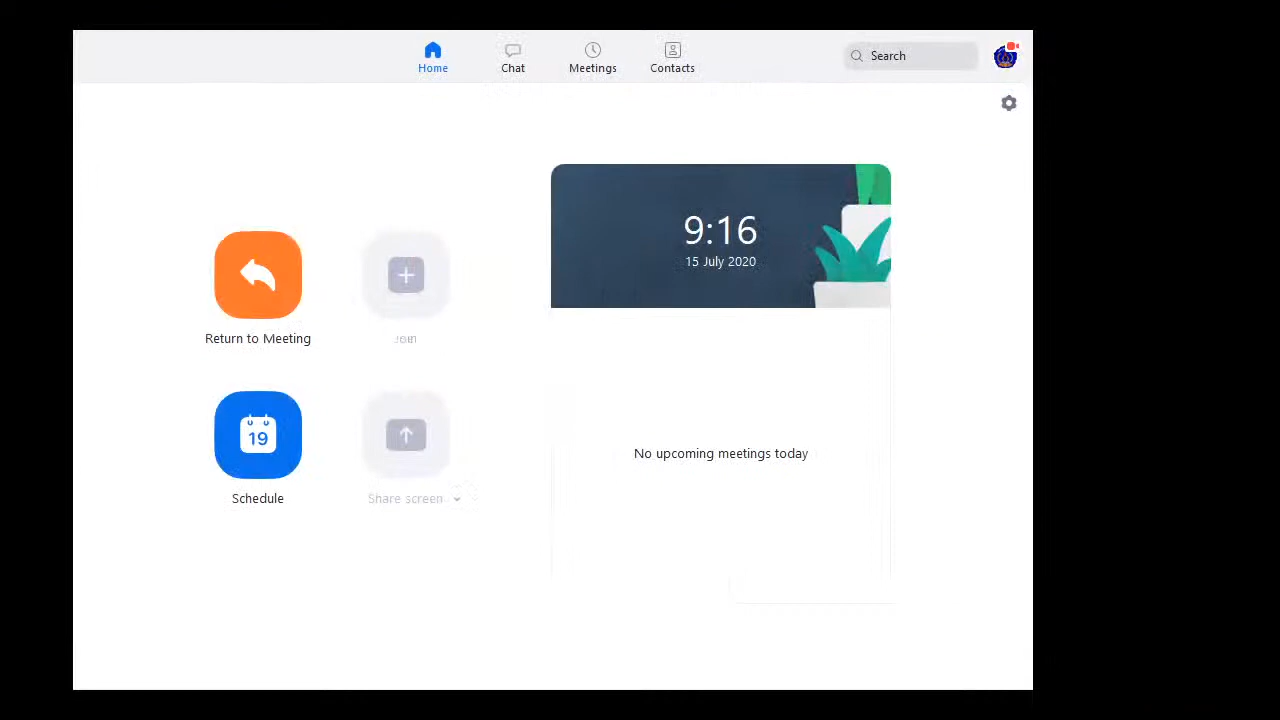 Home
Chat
Meetings
Contacts
Search
9:16
15 July 2020
Return to Meeting
19
Schedule
Share screen
No upcoming meetings today